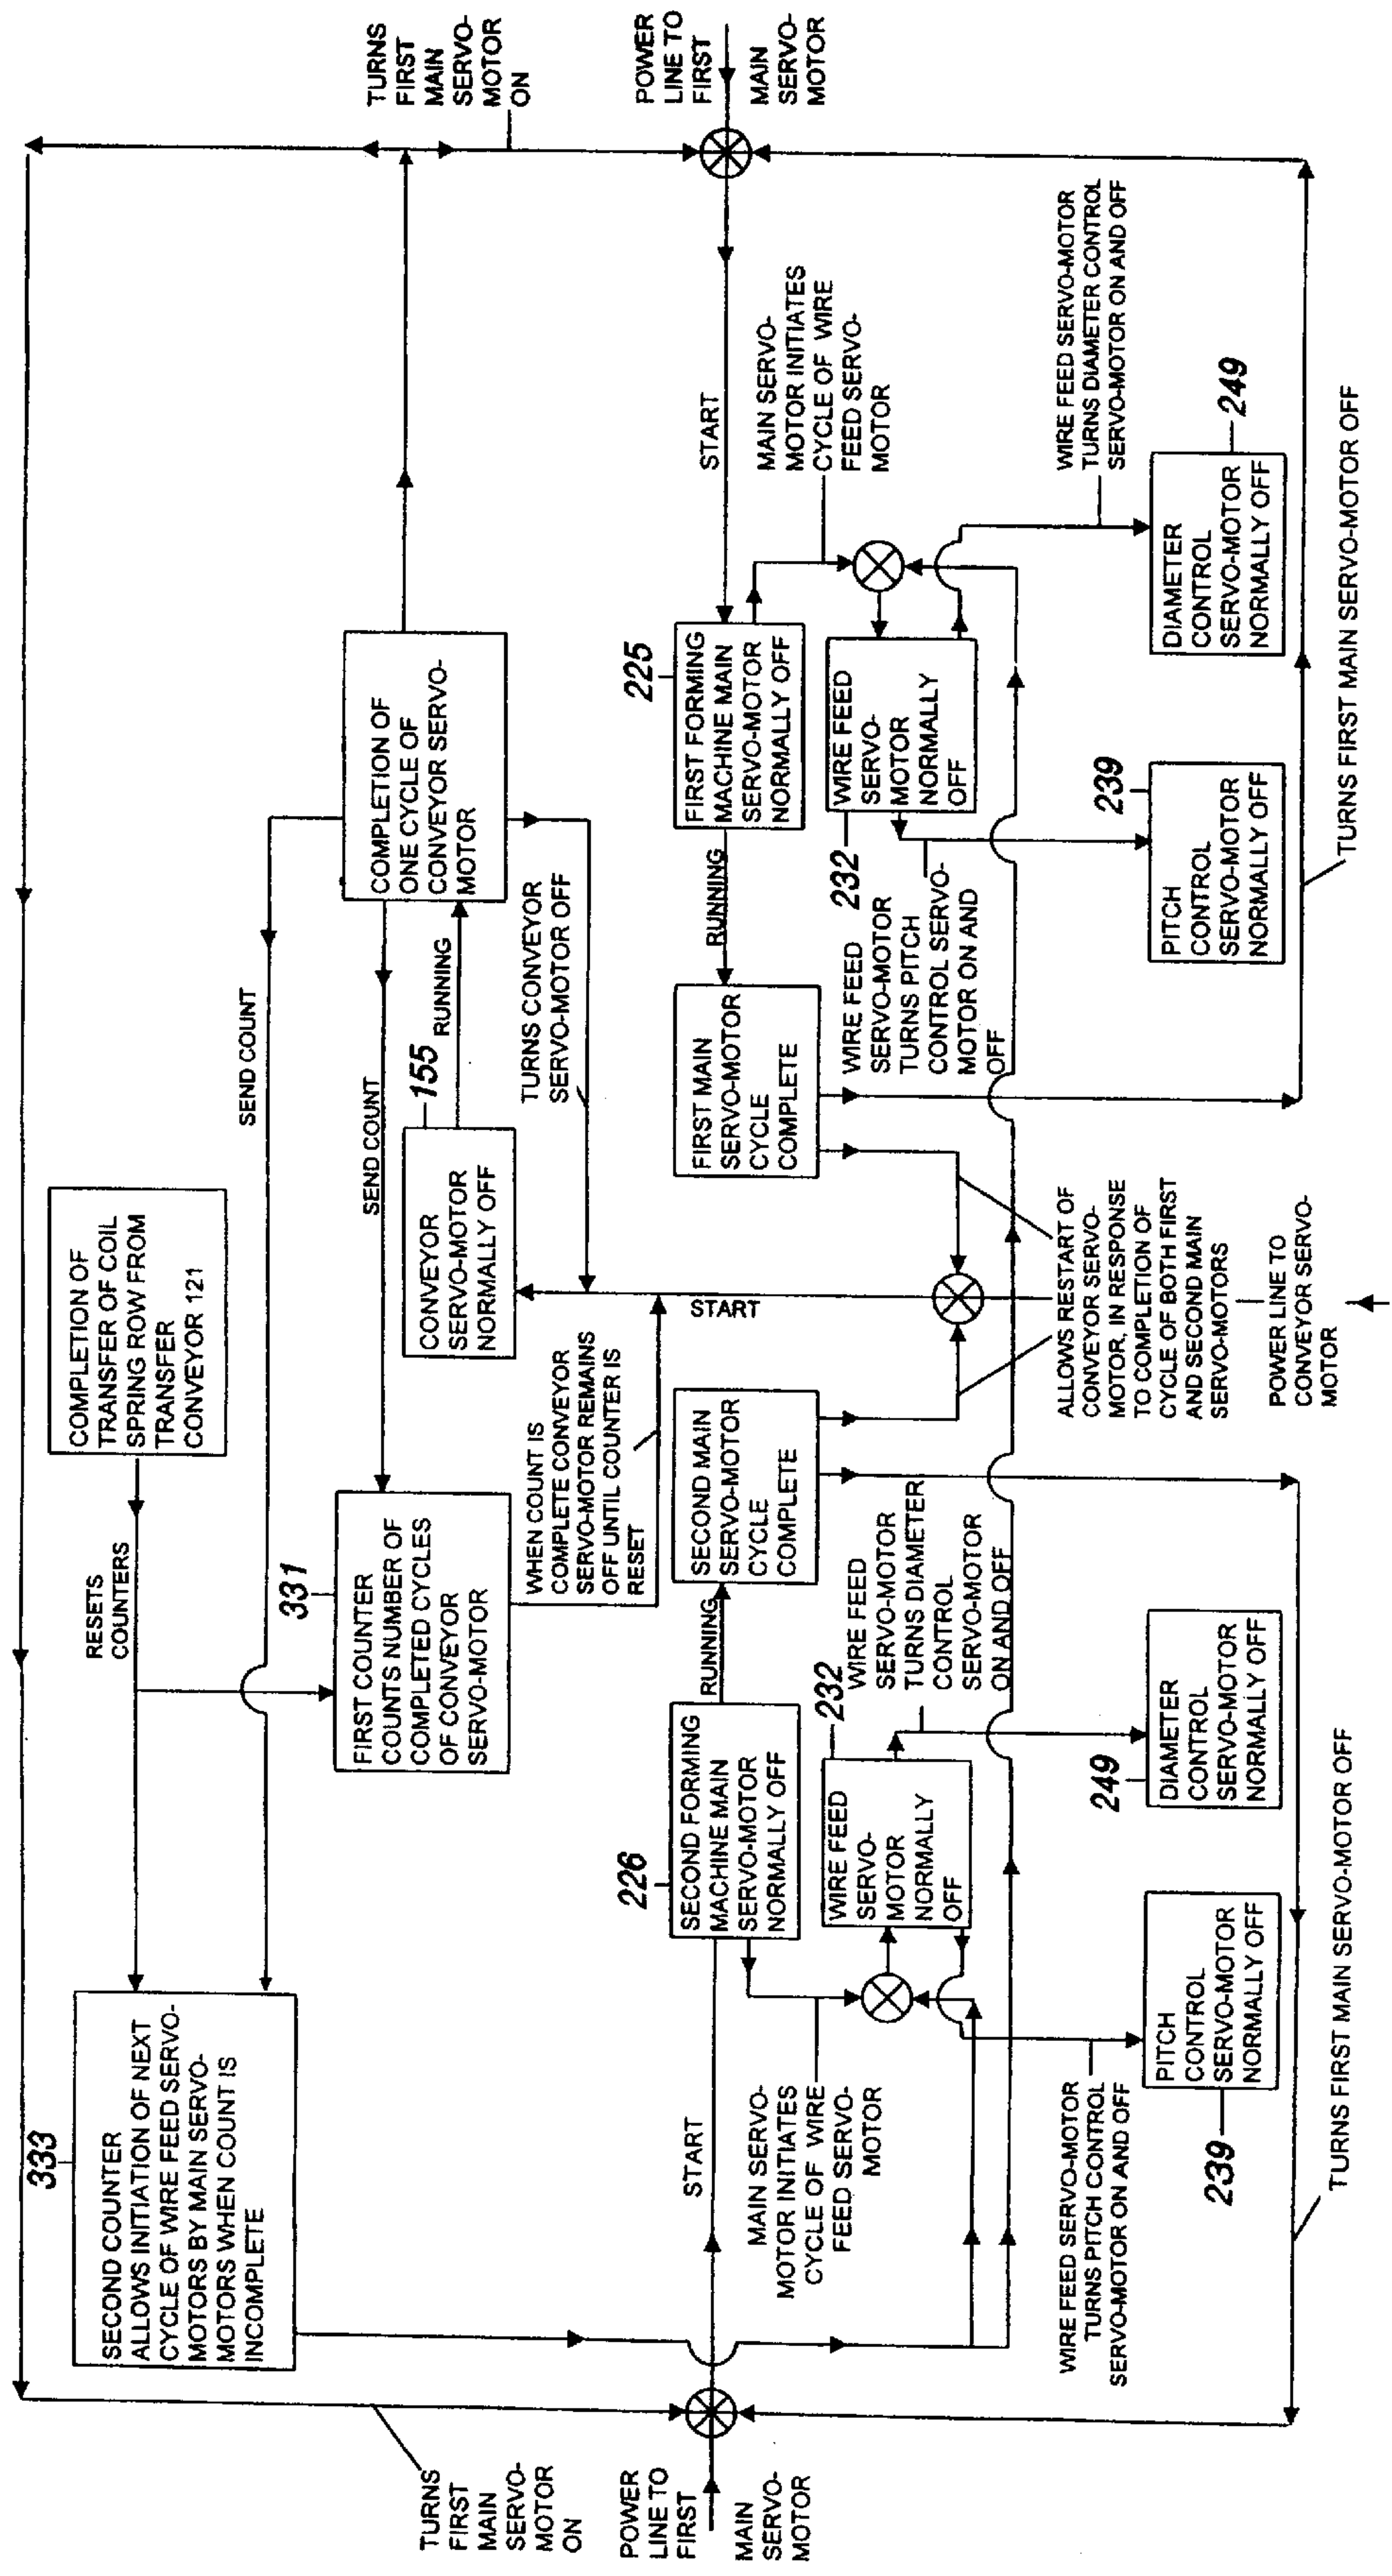 333
SECOND COUNTER
ALLOWS INITIATION OF NEXT
CYCLE OF WIRE FEED SERVO-
MOTORS BY MAIN SERVO-
MOTORS WHEN COUNT IS
INCOMPLETE
RESETS
COUNTERS
COMPLETION OF
TRANSFER OF COIL
SPRING ROW FROM
TRANSFER
CONVEYOR 121
SEND COUNT
331
FIRST COUNTER
COUNTS NUMBER OF
COMPLETED CYCLES
OF CONVEYOR
SERVO-MOTOR
SEND COUNT
CONVEYOR
SERVO-MOTOR
NORMALLY OFF
155
RUNNING
COMPLETION OF
ONE CYCLE OF
CONVEYOR SERVO-
MOTOR
TURNS
FIRST
MAIN
SERVO-
MOTOR
ON
WHEN COUNT IS
COMPLETE CONVEYOR
SERVO-MOTOR REMAINS
OFF UNTIL COUNTER IS
RESET
TURNS CONVEYOR
SERVO-MOTOR OFF
START
TURNS
FIRST
MAIN
SERVO-
MOTOR
ON
POWER
LINE TO
FIRST
MAIN
SERVO-
MOTOR
START
226
SECOND FORMING
MACHINE MAIN
SERVO-MOTOR
NORMALLY OFF
RUNNING
SECOND MAIN
SERVO-MOTOR
CYCLE
COMPLETE
FIRST MAIN
SERVO-MOTOR
CYCLE
COMPLETE
RUNNING
225
FIRST FORMING
MACHINE MAIN
SERVO-MOTOR
NORMALLY OFF
START
POWER
LINE TO
FIRST
MAIN
SERVO-
MOTOR
MAIN SERVO-
MOTOR INITIATES
CYCLE OF WIRE
FEED SERVO-
MOTOR
WIRE FEED
SERVO-
MOTOR
NORMALLY
OFF
232
WIRE FEED
SERVO-MOTOR
TURNS DIAMETER
CONTROL
SERVO-MOTOR
ON AND OFF
WIRE FEED
SERVO-MOTOR
TURNS PITCH
CONTROL SERVO-
MOTOR ON AND
OFF
232
WIRE FEED
SERVO-
MOTOR
NORMALLY
OFF
MAIN SERVO-
MOTOR INITIATES
CYCLE OF WIRE
FEED SERVO-
MOTOR
WIRE FEED SERVO-MOTOR
TURNS PITCH CONTROL
SERVO-MOTOR ON AND OFF
239
PITCH
CONTROL
SERVO-MOTOR
NORMALLY OFF
249
DIAMETER
CONTROL
SERVO-MOTOR
NORMALLY OFF
ALLOWS RESTART OF
CONVEYOR SERVO-
MOTOR, IN RESPONSE
TO COMPLETION OF
CYCLE OF BOTH FIRST
AND SECOND MAIN
SERVO-MOTORS
POWER LINE TO
CONVEYOR SERVO-
MOTOR
239
PITCH
CONTROL
SERVO-MOTOR
NORMALLY OFF
DIAMETER
CONTROL
SERVO-MOTOR
NORMALLY OFF
249
WIRE FEED SERVO-MOTOR
TURNS DIAMETER CONTROL
SERVO-MOTOR ON AND OFF
TURNS FIRST MAIN SERVO-MOTOR OFF
TURNS FIRST MAIN SERVO-MOTOR OFF